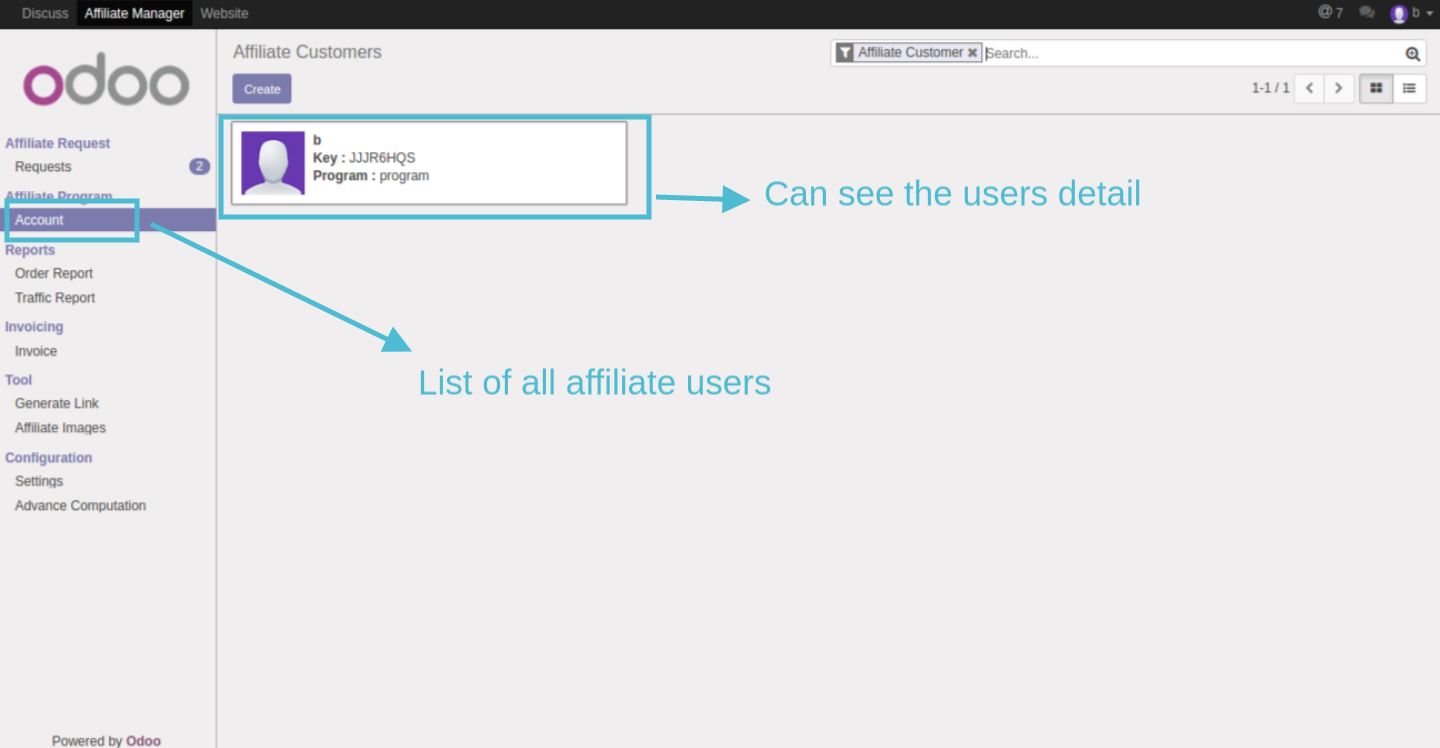 Discuss Affiliate Manager Website @ 7 b
odoo
Affiliate Customers
Affiliate Customer ✖ Search...
Create
1-1 / 1
Affiliate Request
Requests 2
Affiliate Program
Account
Reports
Order Report
Traffic Report
Invoicing
Invoice
Tool
Generate Link
Affiliate Images
Configuration
Settings
Advance Computation
Powered by Odoo
b
Key : JJJR6HQS
Program : program
Can see the users detail
List of all affiliate users